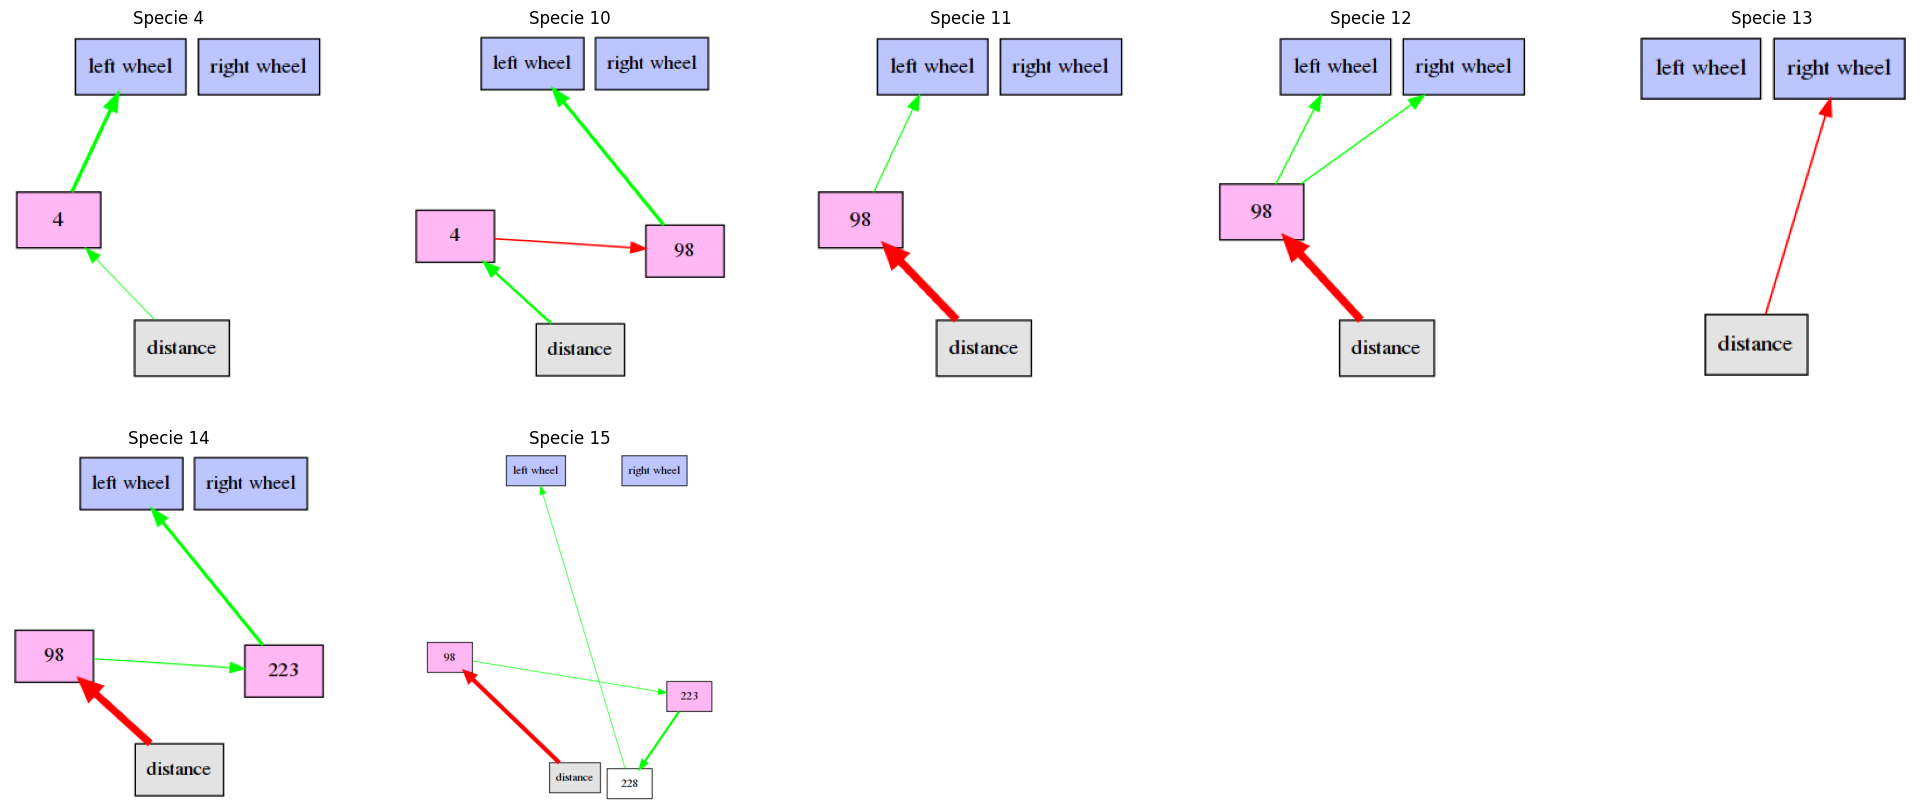 Specie 4
left wheel
right wheel
4
distance
Specie 10
left wheel
right wheel
4
98
distance
Specie 11
left wheel
right wheel
98
distance
Specie 12
left wheel
right wheel
98
distance
Specie 13
left wheel
right wheel
distance
Specie 14
left wheel
right wheel
98
223
distance
Specie 15
left wheel
right wheel
98
223
distance
228